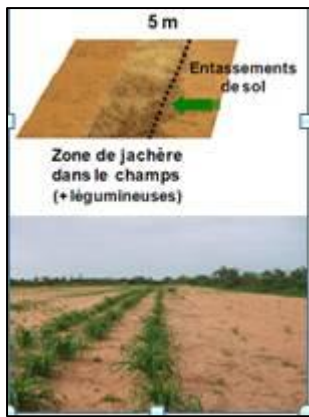 5 m
Entassements
de sol
Zone de jachère
dans le champs
(+légumineuses)